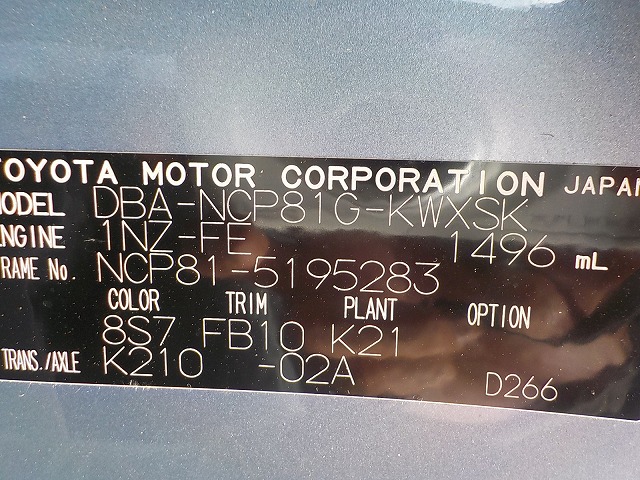 TOYOTA MOTOR CORPORATION JAPAN
MODEL DBA-NCP81G-KWXSK
ENGINE 1NZ-FE 1496 mL
FRAME No. NCP81-5195283
COLOR TRIM PLANT OPTION
8S7 FB10 K21
TRANS./AXLE K210 -02A
D266